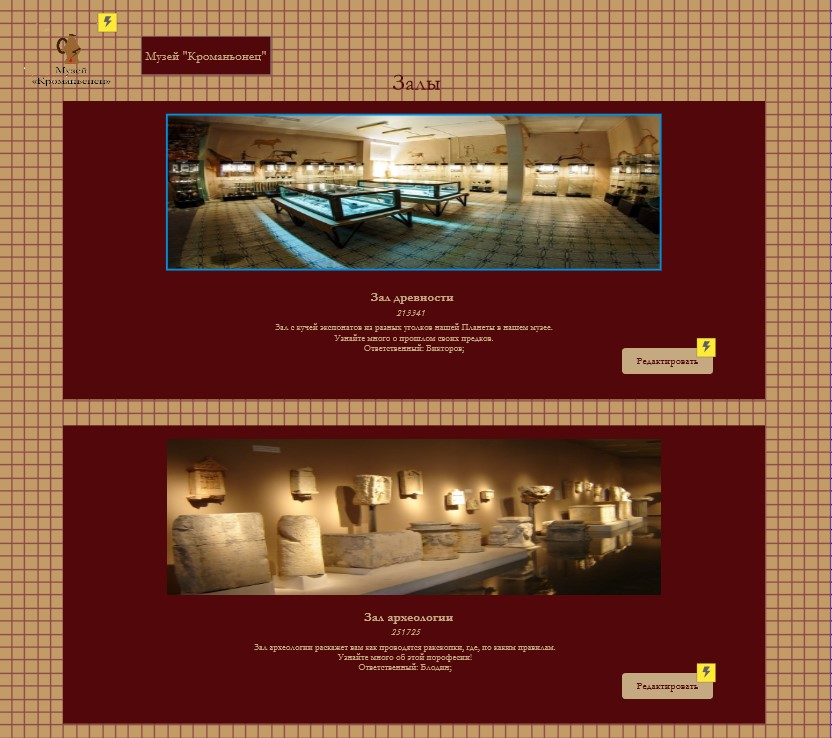 Музей
«Кроманьонец»
Музей "Кроманьонец"
Залы
Зал древности
213341
Зал с кучей экспонатов из разных уголков нашей Планеты в нашем музее.
Узнайте много о прошлом своих предков.
Ответственный: Викторов;
Редактировать
Зал археологии
251725
Зал археологии раскажет вам как проводятся раскопки, где, по каким правилам.
Узнайте много об этой порофесии!
Ответственный: Блодин;
Редактировать